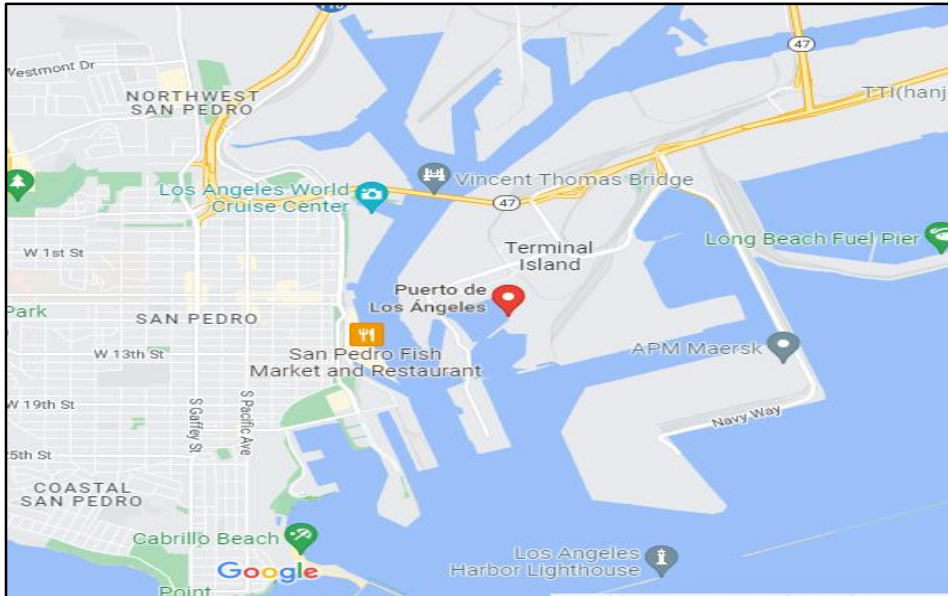 110
47
Westmont Dr
TTI(hanj
NORTHWEST
SAN PEDRO
Los Angeles World
Cruise Center
Vincent Thomas Bridge
47
W 1st St
Terminal
Island
Long Beach Fuel Pier
Puerto de
Los Ángeles
Park
SAN PEDRO
W 13th St
San Pedro Fish
Market and Restaurant
APM Maersk
W 19th St
S Gaffey St
S Pacific Ave
Navy Way
25th St
COASTAL
SAN PEDRO
Cabrillo Beach
Google
Los Angeles
Harbor Lighthouse
Point